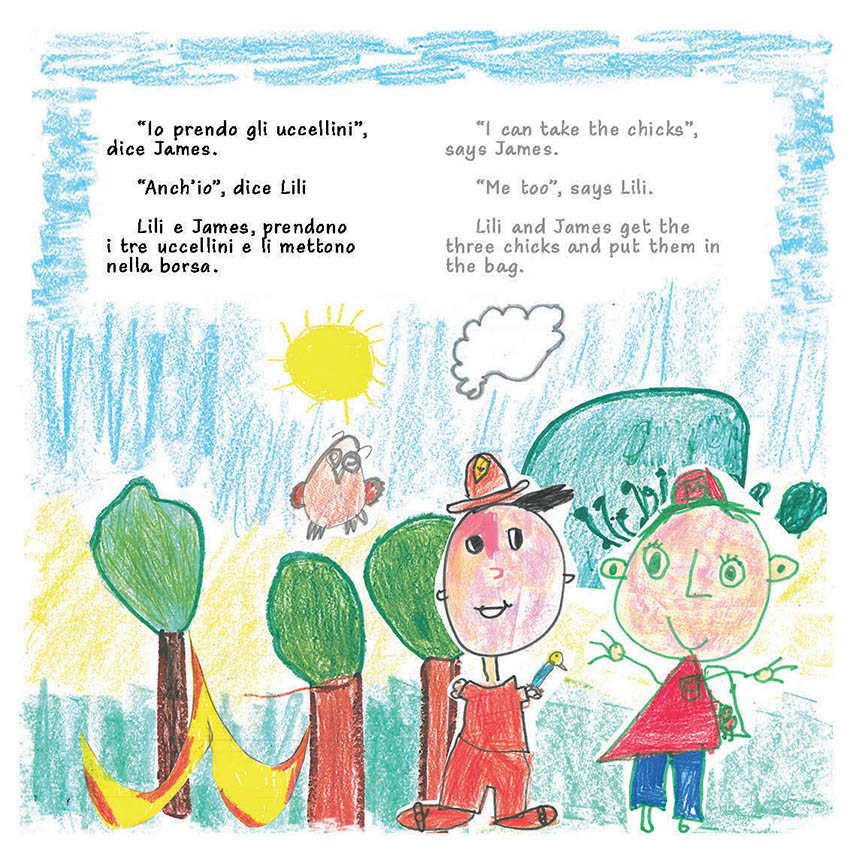 “Io prendo gli uccellini”,
dice James.
“Anch’io”, dice Lili
Lili e James, prendono
i tre uccellini e li mettono
nella borsa.
“I can take the chicks”,
says James.
“Me too”, says Lili.
Lili and James get the
three chicks and put them in
the bag.